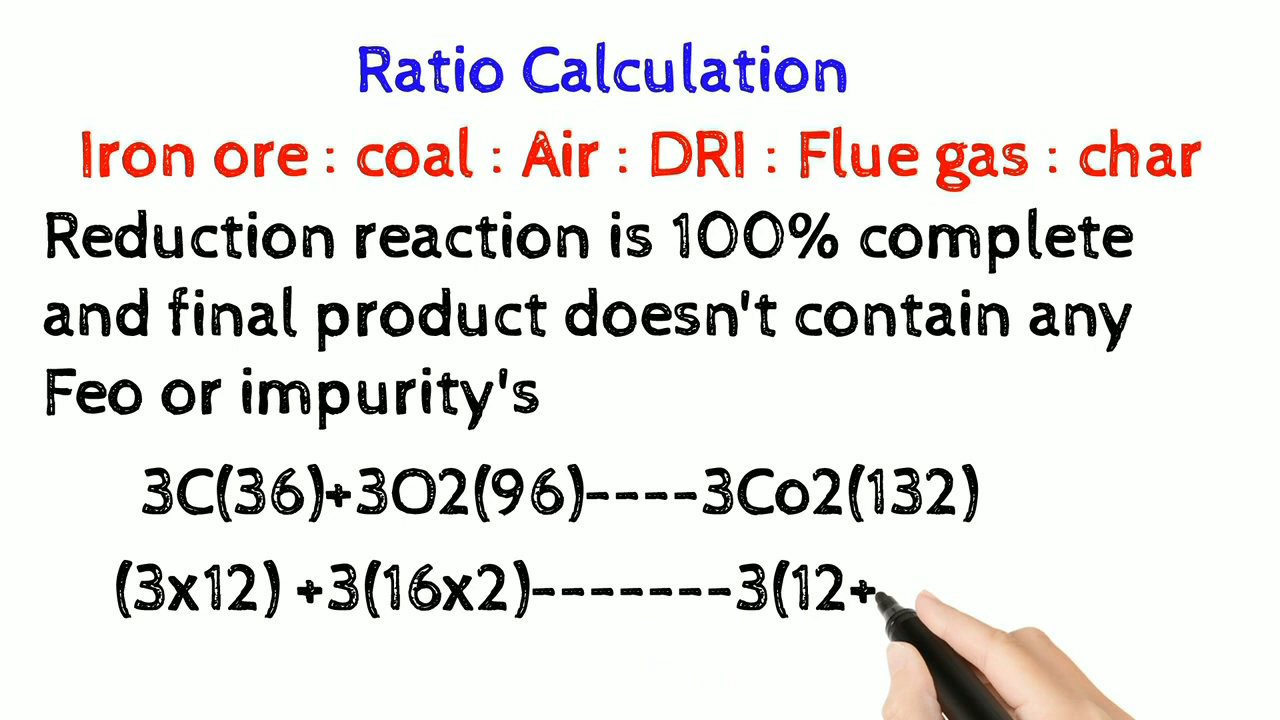 Ratio Calculation
Iron ore : coal : Air : DRI : Flue gas : char
Reduction reaction is 100% complete
and final product doesn't contain any
Feo or impurity's
3C(36)+3O2(96)----3Co2(132)
(3x12) +3(16x2)-------3(12+